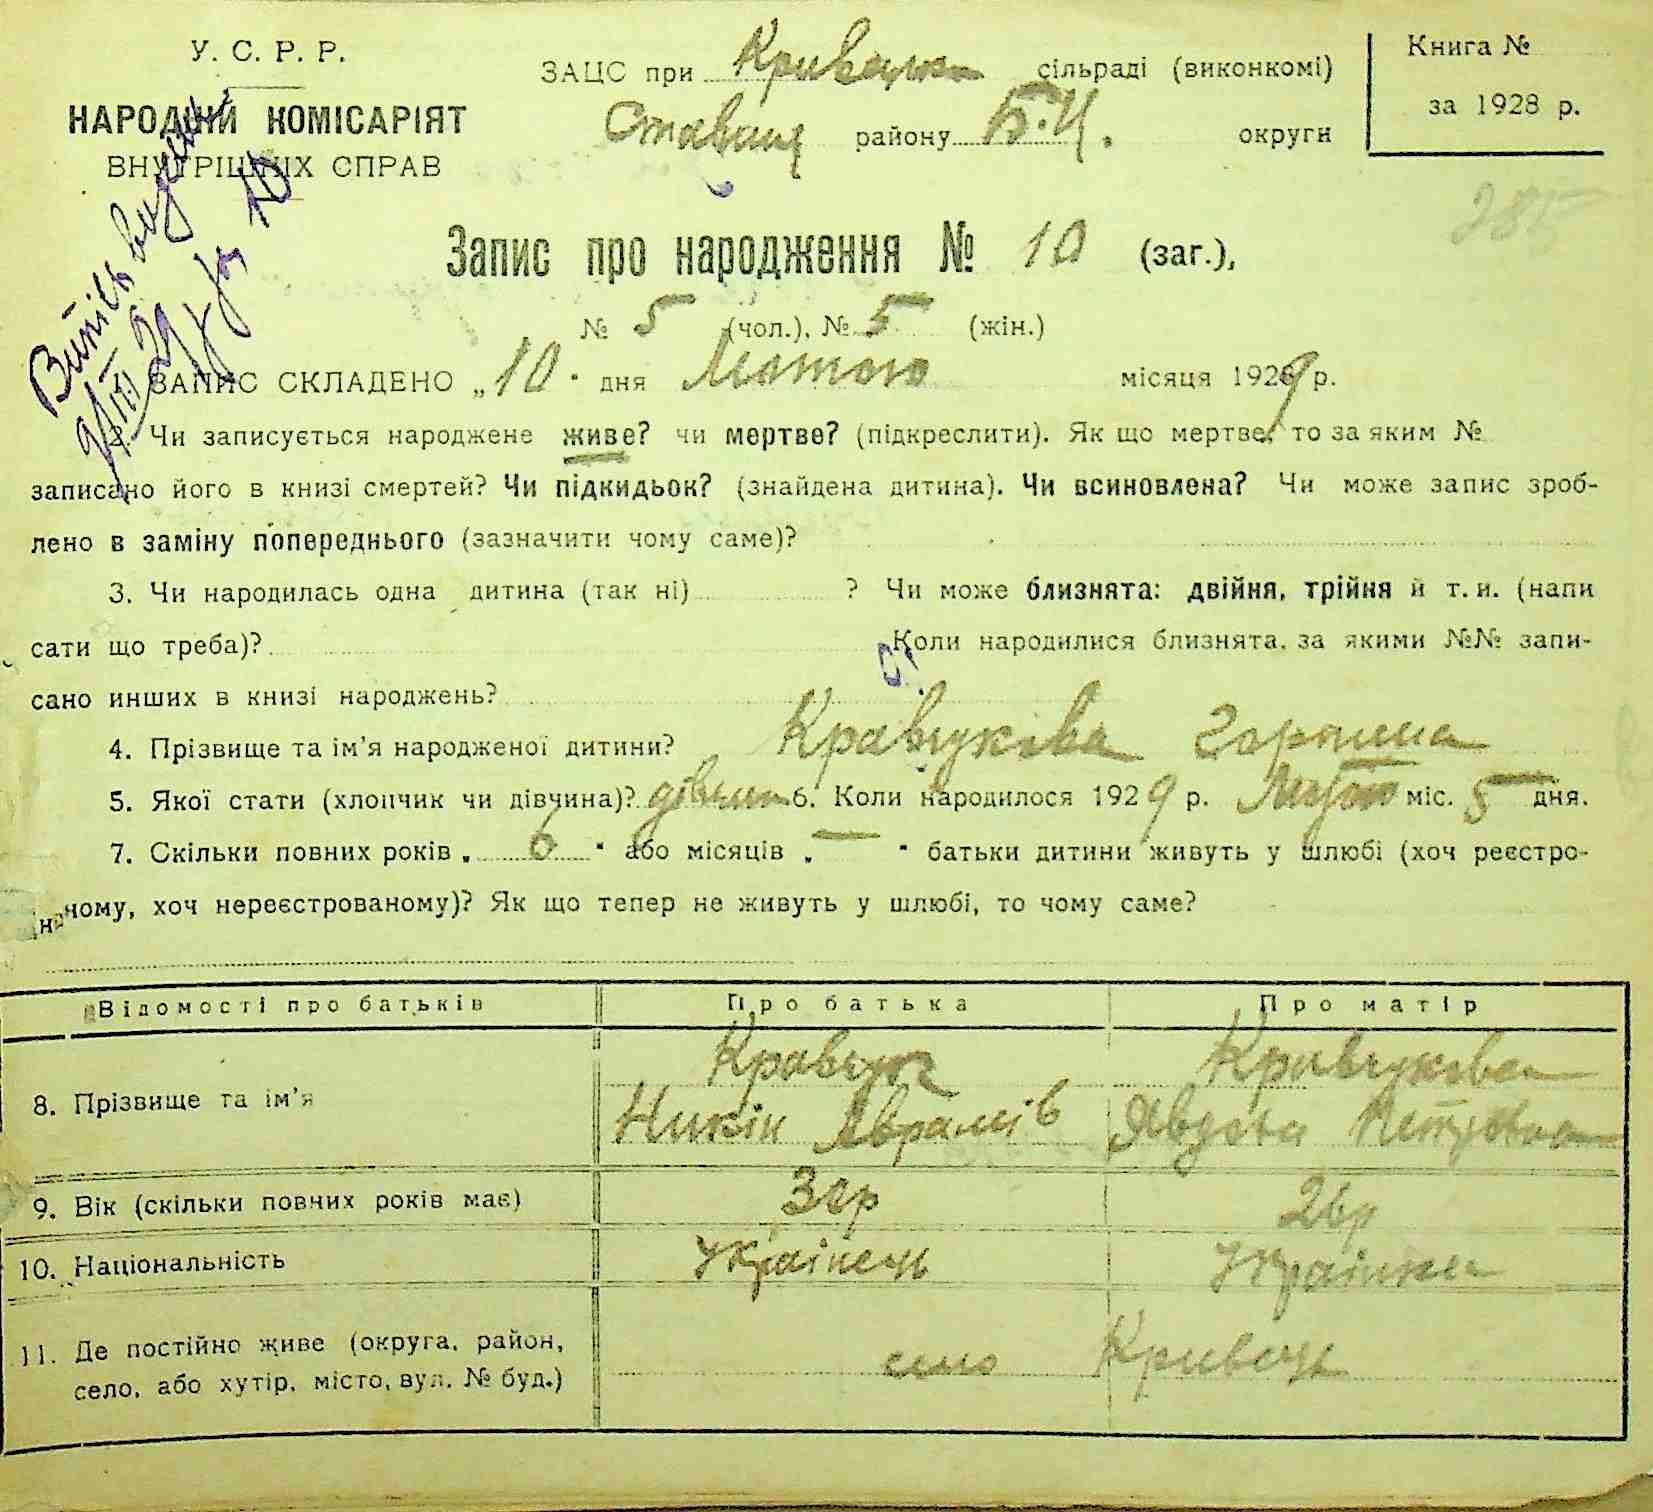 У. С. Р. Р.
НАРОДНІЙ КОМІСАРІЯТ
ВНУТРІШНІХ СПРАВ
ЗАЦС при сільраді (виконкомі)
району Б.Ц. округи
Книга №
за 1928 р.
Запис про народження № 10 (заг.),
№ 5 (чол.), № 5 (жін.)
1. ЗАПИС СКЛАДЕНО „10" дня Лютого місяця 1929 р.
2. Чи записується народжене живе? чи мертве? (підкреслити). Як що мертве, то за яким №
записано його в книзі смертей? Чи підкидьок? (знайдена дитина). Чи всиновлена? Чи може запис зроб-
лено в заміну попереднього (зазначити чому саме)?
3. Чи народилась одна дитина (так ні) ? Чи може близнята: двійня, трійня й т. и. (напи
сати що треба)? Коли народилися близнята, за якими №№ запи-
сано инших в книзі народжень?
4. Прізвище та ім'я народженої дитини? Кравчукова Горпина
5. Якої стати (хлопчик чи дівчина)? дівчина 6. Коли народилося 1929 р. Лютого міс. 5 дня.
7. Скільки повних років „ 6 " або місяців „ — " батьки дитини живуть у шлюбі (хоч реєстро-
ваному, хоч нереєстрованому)? Як що тепер не живуть у шлюбі, то чому саме?
Відомості про батьків Про батька Про матір
8. Прізвище та ім'я
Кравчук Кравчукова
Авраамів Явдоха
9. Вік (скільки повних років має) 26р
10. Національність Українець Українка
11. Де постійно живе (округа, район,
село, або хутір, місто, вул. № буд.)
село Кривець